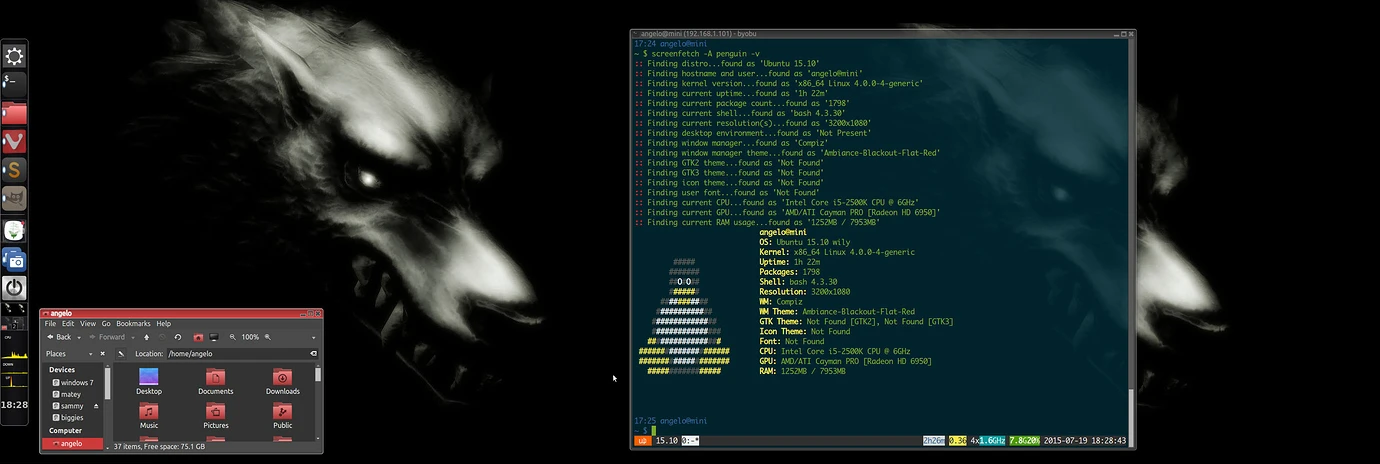 angelo@mini (192.168.1.101) - byobu
17:24 angelo@mini
~ $ screenfetch -A penguin -v
:: Finding distro...found as 'Ubuntu 15.10'
:: Finding hostname and user...found as 'angelo@mini'
:: Finding kernel version...found as 'x86_64 Linux 4.0.0-4-generic'
:: Finding current uptime...found as '1h 22m'
:: Finding current package count...found as '1798'
:: Finding current shell...found as 'bash 4.3.30'
:: Finding current resolution(s)...found as '3200x1080'
:: Finding desktop environment...found as 'Not Present'
:: Finding window manager...found as 'Compiz'
:: Finding window manager theme...found as 'Ambiance-Blackout-Flat-Red'
:: Finding GTK2 theme...found as 'Not Found'
:: Finding GTK3 theme...found as 'Not Found'
:: Finding icon theme...found as 'Not Found'
:: Finding user font...found as 'Not Found'
:: Finding current CPU...found as 'Intel Core i5-2500K CPU @ 6GHz'
:: Finding current GPU...found as 'AMD/ATI Cayman PRO [Radeon HD 6950]'
:: Finding current RAM usage...found as '1252MB / 7953MB'
angelo@mini
OS: Ubuntu 15.10 wily
Kernel: x86_64 Linux 4.0.0-4-generic
Uptime: 1h 22m
Packages: 1798
Shell: bash 4.3.30
Resolution: 3200x1080
WM: Compiz
WM Theme: Ambiance-Blackout-Flat-Red
GTK Theme: Not Found [GTK2], Not Found [GTK3]
Icon Theme: Not Found
Font: Not Found
CPU: Intel Core i5-2500K CPU @ 6GHz
GPU: AMD/ATI Cayman PRO [Radeon HD 6950]
RAM: 1252MB / 7953MB
17:25 angelo@mini
~ $
15.10 0:-* 2h26m 0.36 4x1.6GHz 7.8G20% 2015-07-19 18:28:43
angelo
File Edit View Go Bookmarks Help
Back Forward 100%
Places Location: /home/angelo
Devices
windows 7
matey
sammy
biggies
Computer
angelo
Desktop Documents Downloads
Music Pictures Public
37 items, Free space: 75.1 GB
CPU
18:28